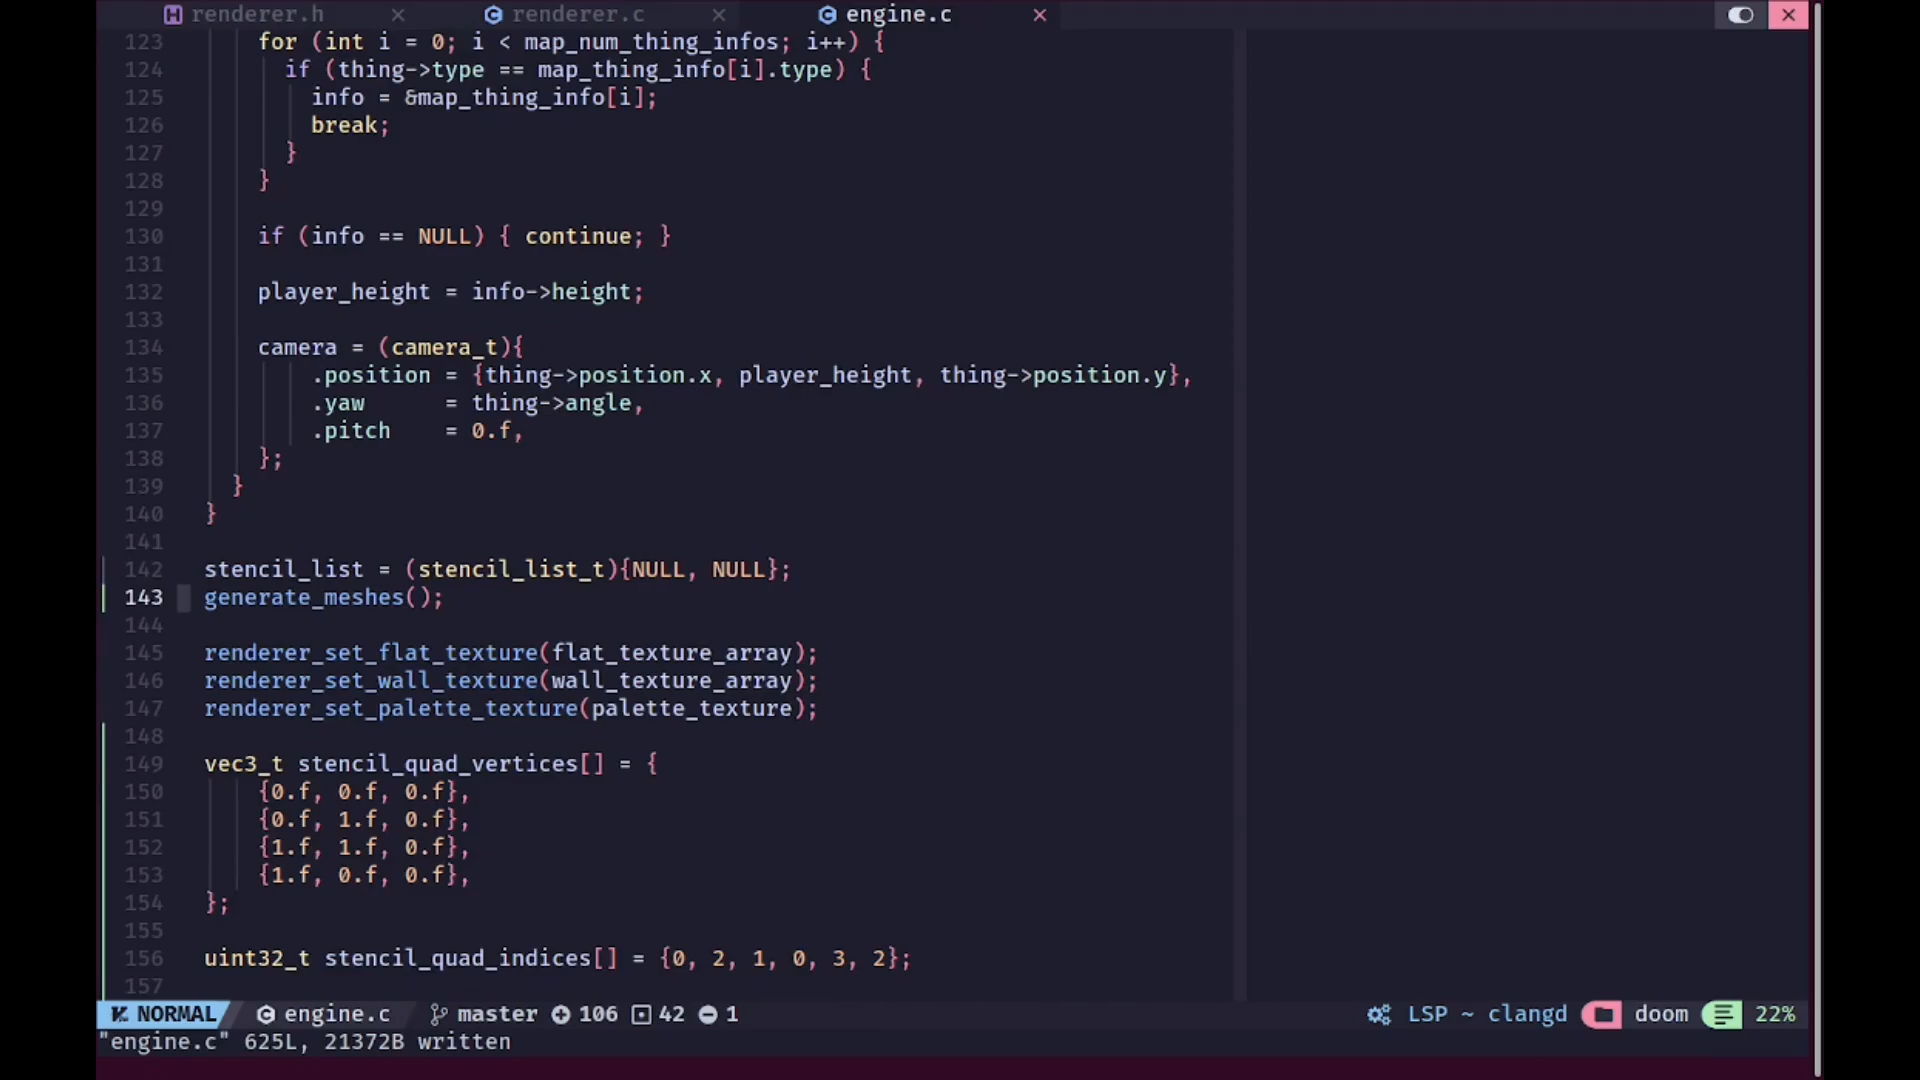 renderer.h renderer.c engine.c
123 for (int i = 0; i < map_num_thing_infos; i++) {
124 if (thing->type == map_thing_info[i].type) {
125 info = &map_thing_info[i];
126 break;
127 }
128 }
129
130 if (info == NULL) { continue; }
131
132 player_height = info->height;
133
134 camera = (camera_t){
135 .position = {thing->position.x, player_height, thing->position.y},
136 .yaw = thing->angle,
137 .pitch = 0.f,
138 };
139 }
140 }
141
142 stencil_list = (stencil_list_t){NULL, NULL};
143 generate_meshes();
144
145 renderer_set_flat_texture(flat_texture_array);
146 renderer_set_wall_texture(wall_texture_array);
147 renderer_set_palette_texture(palette_texture);
148
149 vec3_t stencil_quad_vertices[] = {
150 {0.f, 0.f, 0.f},
151 {0.f, 1.f, 0.f},
152 {1.f, 1.f, 0.f},
153 {1.f, 0.f, 0.f},
154 };
155
156 uint32_t stencil_quad_indices[] = {0, 2, 1, 0, 3, 2};
157
NORMAL engine.c master 106 42 1 LSP ~ clangd doom 22%
"engine.c" 625L, 21372B written